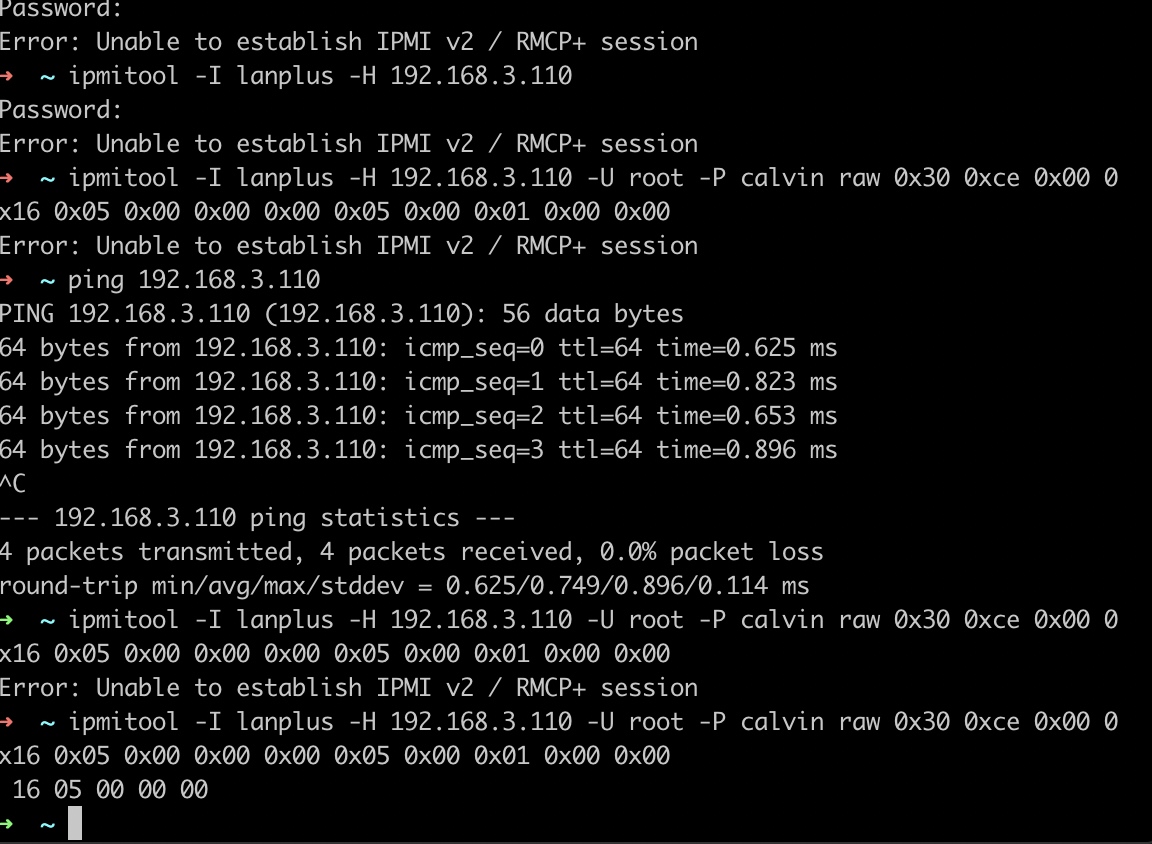 Password:
Error: Unable to establish IPMI v2 / RMCP+ session
→ ~ ipmitool -I lanplus -H 192.168.3.110
Password:
Error: Unable to establish IPMI v2 / RMCP+ session
→ ~ ipmitool -I lanplus -H 192.168.3.110 -U root -P calvin raw 0x30 0xce 0x00 0
x16 0x05 0x00 0x00 0x00 0x05 0x00 0x01 0x00 0x00
Error: Unable to establish IPMI v2 / RMCP+ session
→ ~ ping 192.168.3.110
PING 192.168.3.110 (192.168.3.110): 56 data bytes
64 bytes from 192.168.3.110: icmp_seq=0 ttl=64 time=0.625 ms
64 bytes from 192.168.3.110: icmp_seq=1 ttl=64 time=0.823 ms
64 bytes from 192.168.3.110: icmp_seq=2 ttl=64 time=0.653 ms
64 bytes from 192.168.3.110: icmp_seq=3 ttl=64 time=0.896 ms
^C
--- 192.168.3.110 ping statistics ---
4 packets transmitted, 4 packets received, 0.0% packet loss
round-trip min/avg/max/stddev = 0.625/0.749/0.896/0.114 ms
→ ~ ipmitool -I lanplus -H 192.168.3.110 -U root -P calvin raw 0x30 0xce 0x00 0
x16 0x05 0x00 0x00 0x00 0x05 0x00 0x01 0x00 0x00
Error: Unable to establish IPMI v2 / RMCP+ session
→ ~ ipmitool -I lanplus -H 192.168.3.110 -U root -P calvin raw 0x30 0xce 0x00 0
x16 0x05 0x00 0x00 0x00 0x05 0x00 0x01 0x00 0x00
16 05 00 00 00
→ ~